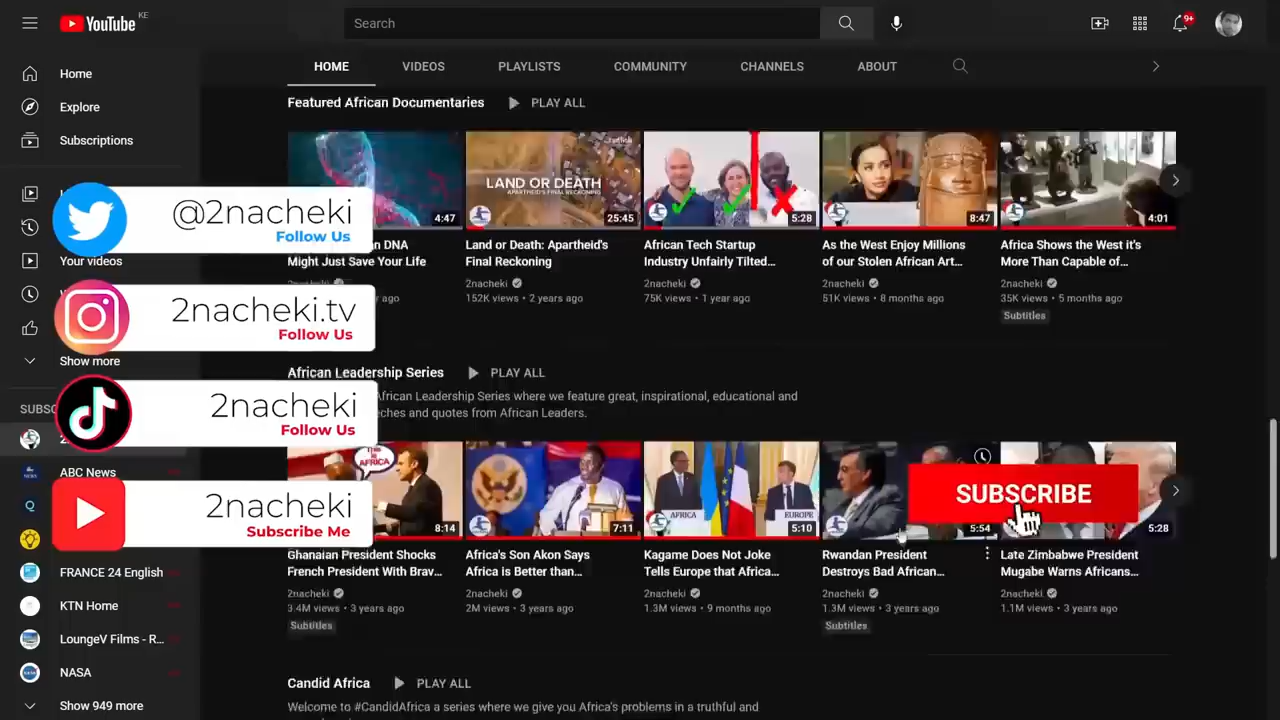 YouTube KE
Search
9+
Home
Explore
Subscriptions
HOME VIDEOS PLAYLISTS COMMUNITY CHANNELS ABOUT
Featured African Documentaries PLAY ALL
LAND OR DEATH
APARTHEID'S FINAL RECKONING
4:47
25:45
5:28
8:47
4:01
@2nacheki
Follow Us
Your videos
DNA
Might Just Save Your Life
Land or Death: Apartheid's
Final Reckoning
2nacheki
152K views • 2 years ago
African Tech Startup
Industry Unfairly Tilted...
2nacheki
75K views • 1 year ago
As the West Enjoy Millions
of our Stolen African Art...
2nacheki
51K views • 8 months ago
Africa Shows the West it's
More Than Capable of...
2nacheki
35K views • 5 months ago
Subtitles
2nacheki.tv
Follow Us
Show more
African Leadership Series PLAY ALL
African Leadership Series where we feature great, inspirational, educational and
eches and quotes from African Leaders.
2nacheki
Follow Us
ABC News
THIS IS AFRICA
AFRICA
EUROPE
8:14
7:11
5:10
5:54
5:28
SUBSCRIBE
2nacheki
Subscribe Me
Ghanaian President Shocks
French President With Brav...
2nacheki
3.4M views • 3 years ago
Subtitles
Africa's Son Akon Says
Africa is Better than...
2nacheki
2M views • 3 years ago
Kagame Does Not Joke
Tells Europe that Africa...
2nacheki
1.3M views • 9 months ago
Rwandan President
Destroys Bad African...
2nacheki
1.3M views • 3 years ago
Subtitles
Late Zimbabwe President
Mugabe Warns Africans...
2nacheki
1.1M views • 3 years ago
FRANCE 24 English
KTN Home
LoungeV Films - R...
NASA
Show 949 more
Candid Africa PLAY ALL
Welcome to #CandidAfrica a series where we give you Africa's problems in a truthful and